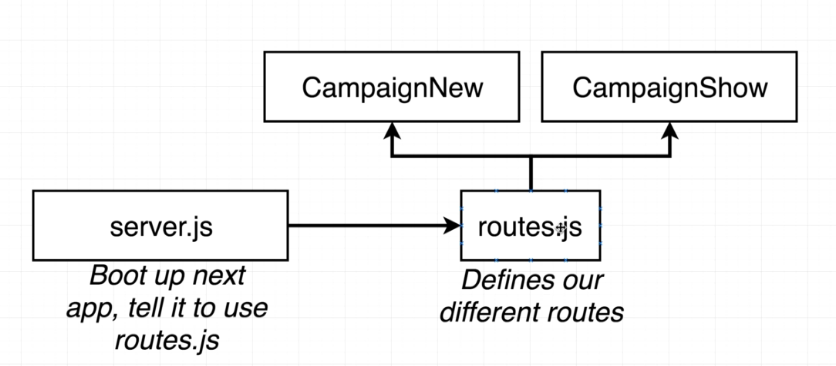 CampaignNew
CampaignShow
server.js
routes.js
Boot up next
app, tell it to use
routes.js
Defines our
different routes